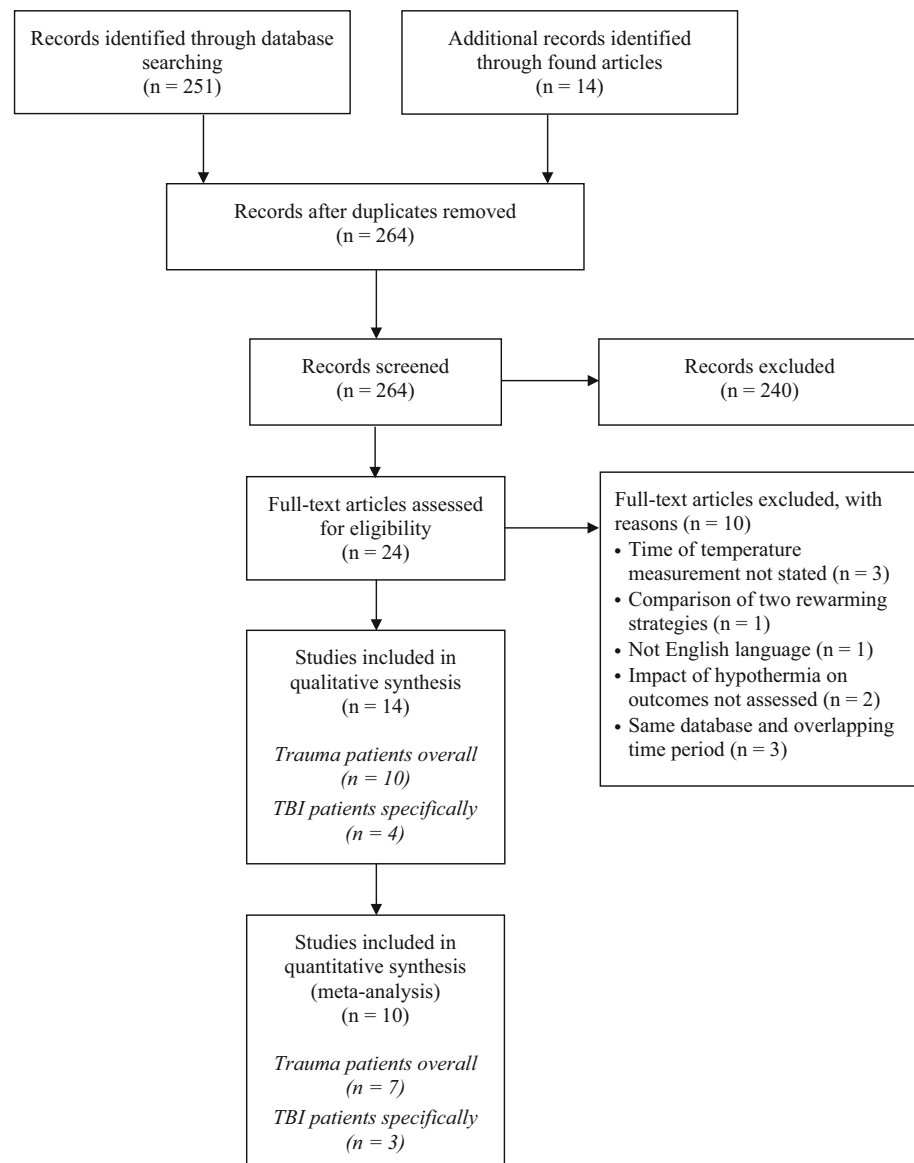 Records identified through database
searching
(n = 251)
Additional records identified
through found articles
(n = 14)
Records after duplicates removed
(n = 264)
Records screened
(n = 264)
Records excluded
(n = 240)
Full-text articles assessed
for eligibility
(n = 24)
Full-text articles excluded, with
reasons (n = 10)
• Time of temperature
measurement not stated (n = 3)
• Comparison of two rewarming
strategies (n = 1)
• Not English language (n = 1)
• Impact of hypothermia on
outcomes not assessed (n = 2)
• Same database and overlapping
time period (n = 3)
Studies included in
qualitative synthesis
(n = 14)
Trauma patients overall
(n = 10)
TBI patients specifically
(n = 4)
Studies included in
quantitative synthesis
(meta-analysis)
(n = 10)
Trauma patients overall
(n = 7)
TBI patients specifically
(n = 3)